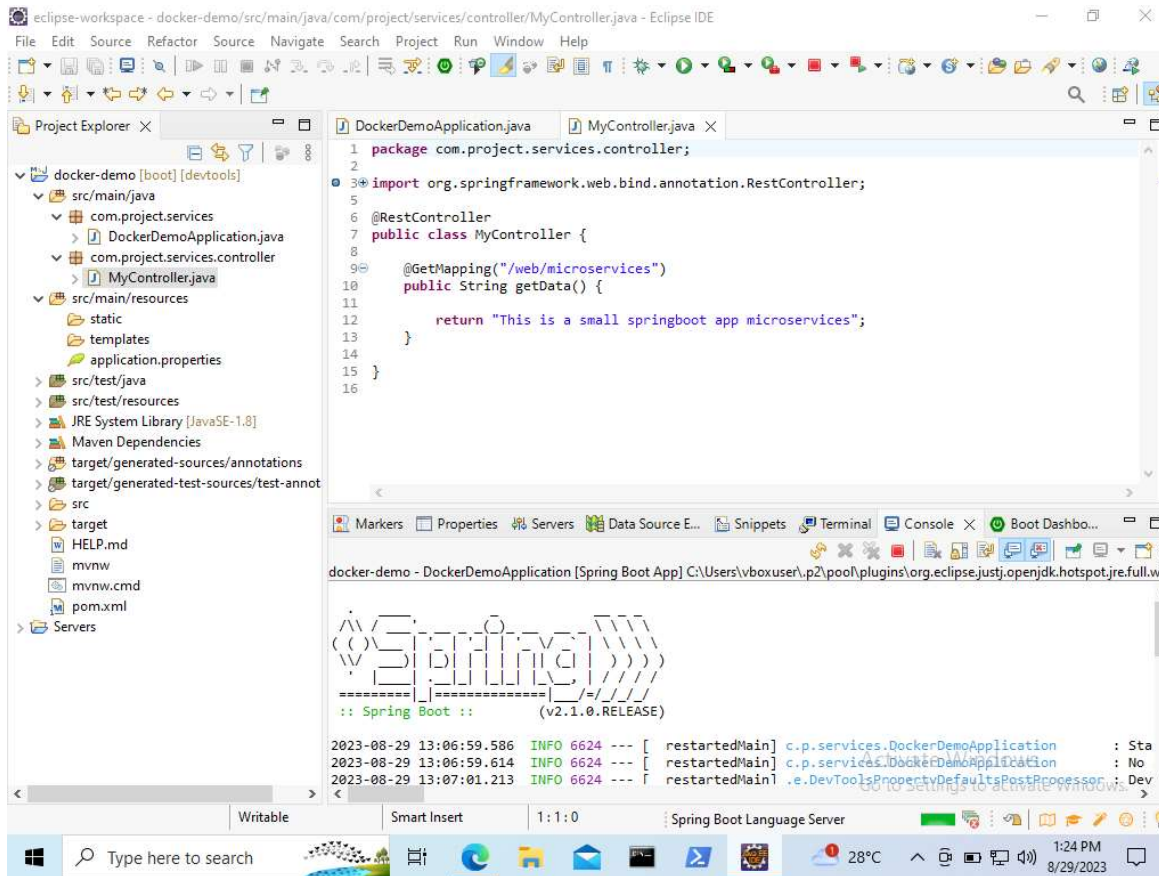 eclipse-workspace - docker-demo/src/main/java/com/project/services/controller/MyController.java - Eclipse IDE
File Edit Source Refactor Source Navigate Search Project Run Window Help
Project Explorer
DockerDemoApplication.java MyController.java
docker-demo [boot] [devtools]
src/main/java
com.project.services
DockerDemoApplication.java
com.project.services.controller
MyController.java
src/main/resources
static
templates
application.properties
src/test/java
src/test/resources
JRE System Library [JavaSE-1.8]
Maven Dependencies
target/generated-sources/annotations
target/generated-test-sources/test-annot
src
target
HELP.md
mvnw
mvnw.cmd
pom.xml
Servers
1 package com.project.services.controller;
2
3 import org.springframework.web.bind.annotation.RestController;
5
6 @RestController
7 public class MyController {
8
9 @GetMapping("/web/microservices")
10 public String getData() {
11
12 return "This is a small springboot app microservices";
13 }
14
15 }
16
Markers Properties Servers Data Source E... Snippets Terminal Console Boot Dashbo...
docker-demo - DockerDemoApplication [Spring Boot App] C:\Users\vboxuser\.p2\pool\plugins\org.eclipse.justj.openjdk.hotspot.jre.full.w
Spring
:: Spring Boot :: (v2.1.0.RELEASE)
2023-08-29 13:06:59.586 INFO 6624 --- [ restartedMain] c.p.services.DockerDemoApplication : Sta
2023-08-29 13:06:59.614 INFO 6624 --- [ restartedMain] c.p.services.DockerDemoApplication : No
2023-08-29 13:07:01.213 INFO 6624 --- [ restartedMain] .e.DevToolsPropertyDefaultsPostProcessor : Dev
Activate Windows
Go to Settings to activate Windows.
Writable Smart Insert 1:1:0 Spring Boot Language Server
Type here to search 28°C 1:24 PM
8/29/2023